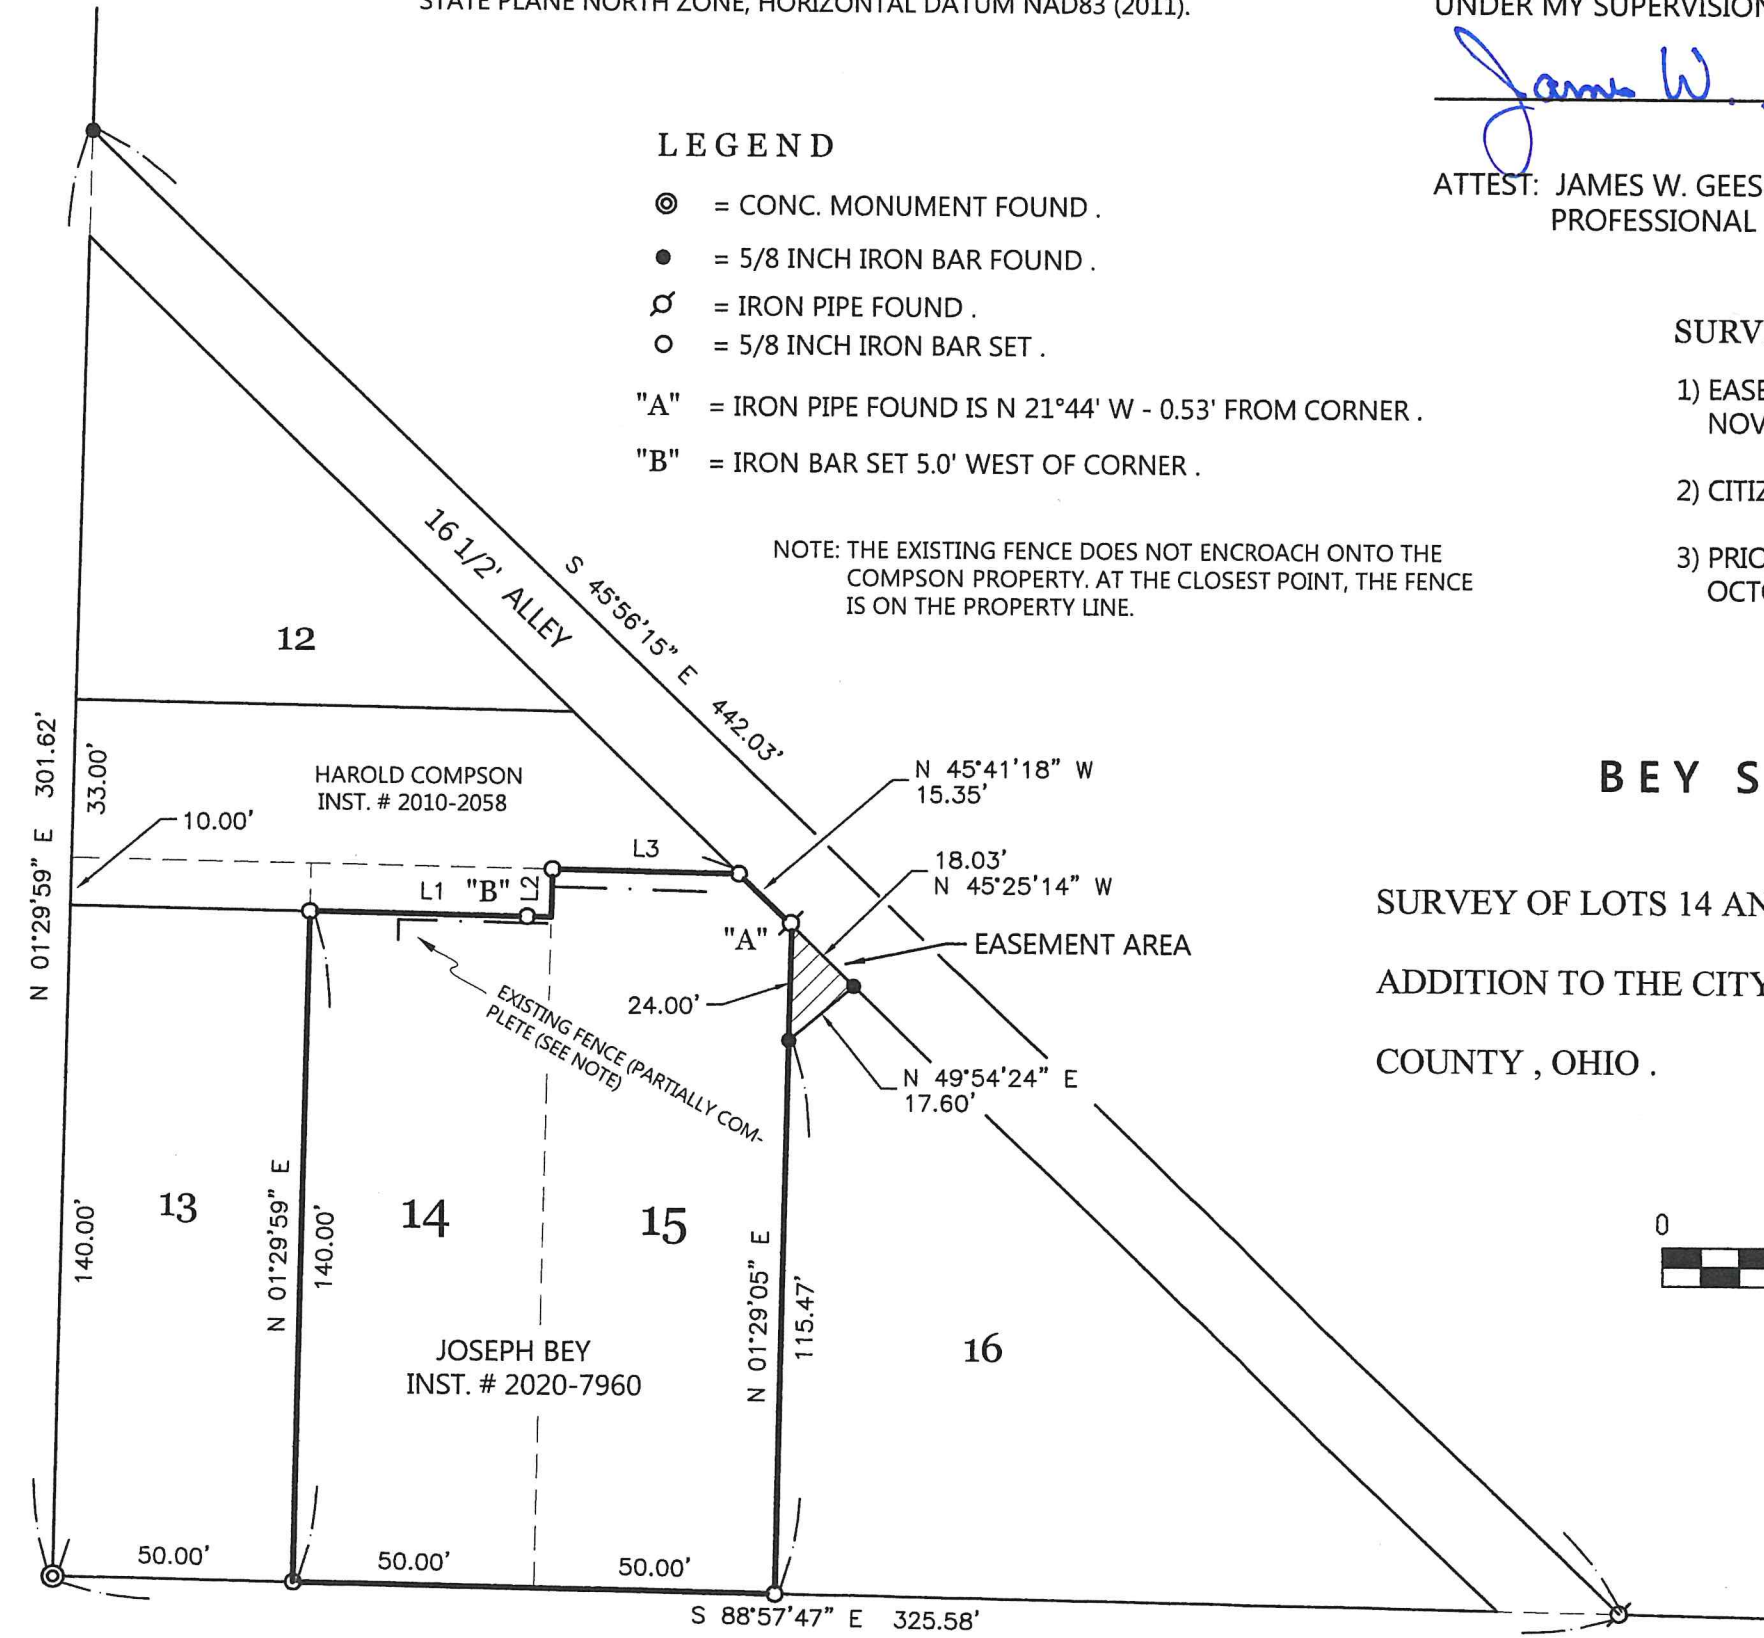 STATE PLANE NORTH ZONE, HORIZONTAL DATUM NAD83 (2011).
UNDER MY SUPERVISION
James W.
ATTEST: JAMES W. GEES
PROFESSIONAL
LEGEND
= CONC. MONUMENT FOUND .
= 5/8 INCH IRON BAR FOUND .
= IRON PIPE FOUND .
= 5/8 INCH IRON BAR SET .
"A" = IRON PIPE FOUND IS N 21°44' W - 0.53' FROM CORNER .
"B" = IRON BAR SET 5.0' WEST OF CORNER .
NOTE: THE EXISTING FENCE DOES NOT ENCROACH ONTO THE
COMPSON PROPERTY. AT THE CLOSEST POINT, THE FENCE
IS ON THE PROPERTY LINE.
SURV
1) EASE
NOV
2) CITIZ
3) PRIO
OCTO
16 1/2' ALLEY
S 45°56'15" E 442.03'
12
N 01°29'59" E 301.62'
33.00'
HAROLD COMPSON
INST. # 2010-2058
10.00'
N 45°41'18" W
15.35'
18.03'
N 45°25'14" W
L3
L1 "B" L2
"A"
EASEMENT AREA
24.00'
EXISTING FENCE (PARTIALLY COM-
PLETE (SEE NOTE)
N 49°54'24" E
17.60'
BEY S
SURVEY OF LOTS 14 AN
ADDITION TO THE CITY
COUNTY , OHIO .
0
13
14
15
16
140.00'
N 01°29'59" E
140.00'
N 01°29'05" E
115.47'
JOSEPH BEY
INST. # 2020-7960
50.00'
50.00'
50.00'
S 88°57'47" E 325.58'